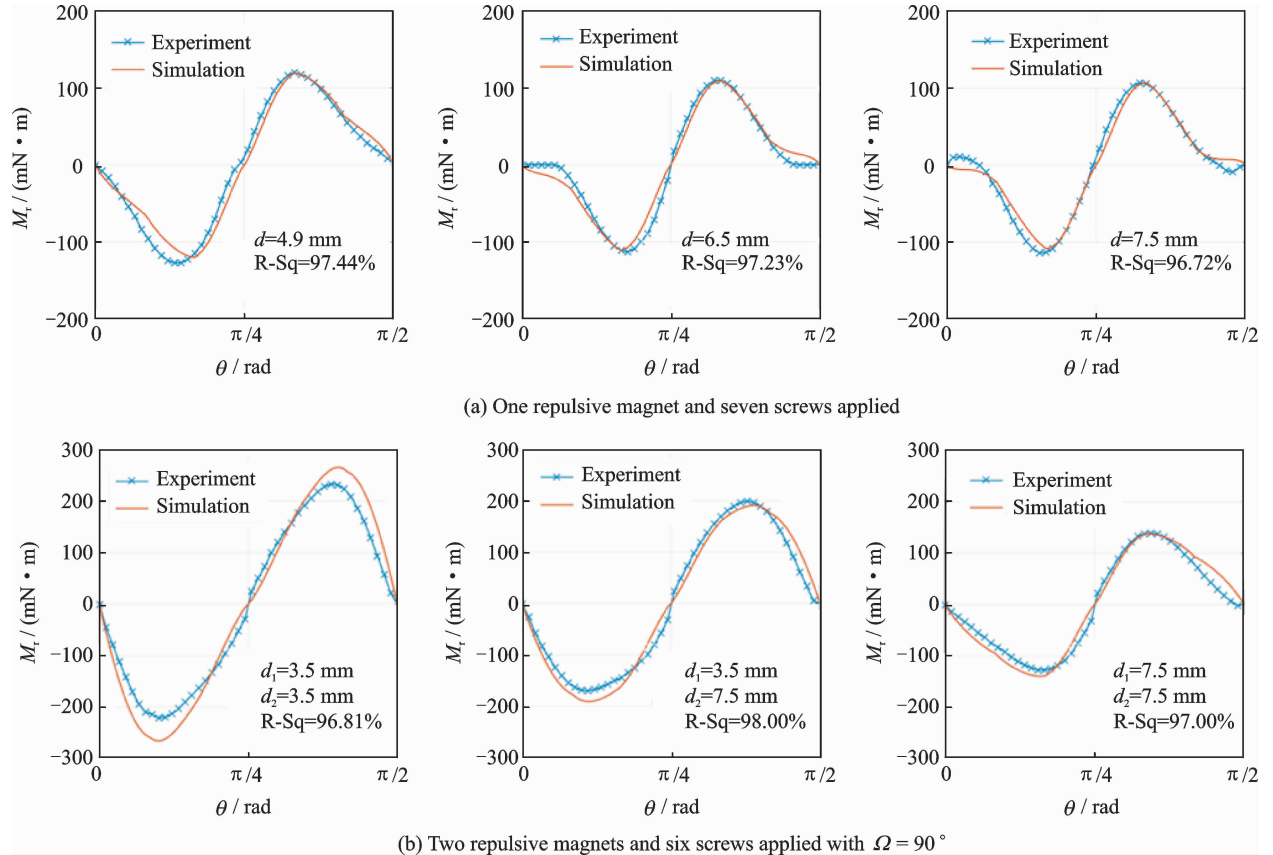 200
100
0
−100
−200
M_r / (mN • m)
Experiment
Simulation
d=4.9 mm
R-Sq=97.44%
0
π/4
π/2
θ / rad
200
100
0
−100
−200
M_r / (mN • m)
Experiment
Simulation
d=6.5 mm
R-Sq=97.23%
0
π/4
π/2
θ / rad
200
100
0
−100
−200
M_r / (mN • m)
Experiment
Simulation
d=7.5 mm
R-Sq=96.72%
0
π/4
π/2
θ / rad
(a) One repulsive magnet and seven screws applied
300
200
100
0
−100
−200
−300
M_r / (mN • m)
Experiment
Simulation
d₁=3.5 mm
d₂=3.5 mm
R-Sq=96.81%
0
π/4
π/2
θ / rad
300
200
100
0
−100
−200
−300
M_r / (mN • m)
Experiment
Simulation
d₁=3.5 mm
d₂=7.5 mm
R-Sq=98.00%
0
π/4
π/2
θ / rad
300
200
100
0
−100
−200
−300
M_r / (mN • m)
Experiment
Simulation
d₁=7.5 mm
d₂=7.5 mm
R-Sq=97.00%
0
π/4
π/2
θ / rad
(b) Two repulsive magnets and six screws applied with Ω = 90°